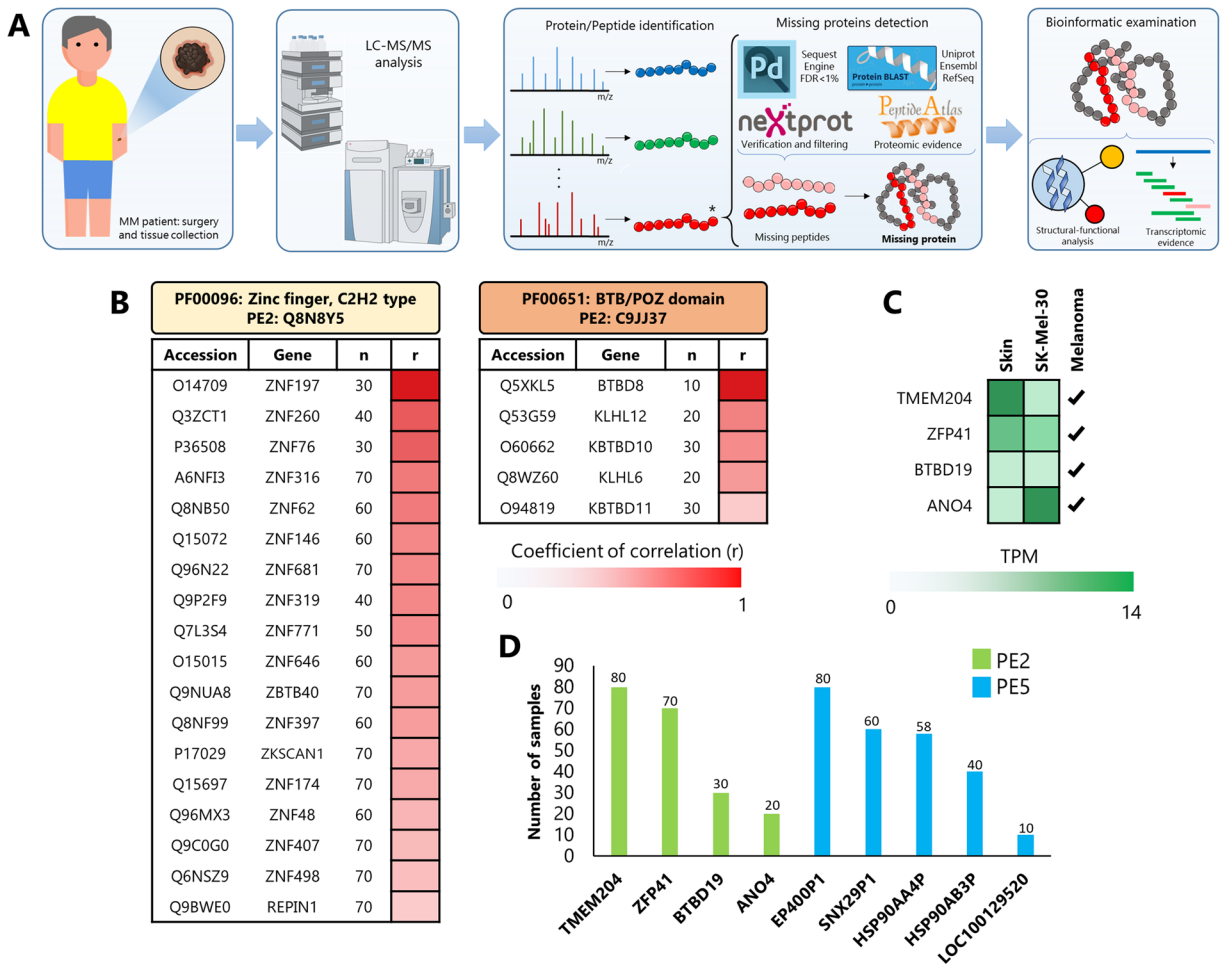 A
MM patient: surgery
and tissue collection
LC-MS/MS
analysis
Protein/Peptide identification
m/z
m/z
m/z
*
Missing proteins detection
Pd
Sequest
Engine
FDR<1%
Protein BLAST
protein ▸ protein
Uniprot
Ensembl
RefSeq
neXtprot
Verification and filtering
PeptideAtlas
Proteomic evidence
Missing peptides
Missing protein
Bioinformatic examination
Structural-functional
analysis
Transcriptomic
evidence
B
PF00096: Zinc finger, C2H2 type
PE2: Q8N8Y5
Accession Gene n r
O14709 ZNF197 30
Q3ZCT1 ZNF260 40
P36508 ZNF76 30
A6NFI3 ZNF316 70
Q8NB50 ZNF62 60
Q15072 ZNF146 60
Q96N22 ZNF681 70
Q9P2F9 ZNF319 40
Q7L3S4 ZNF771 50
O15015 ZNF646 60
Q9NUA8 ZBTB40 70
Q8NF99 ZNF397 60
P17029 ZKSCAN1 70
Q15697 ZNF174 70
Q96MX3 ZNF48 60
Q9C0G0 ZNF407 70
Q6NSZ9 ZNF498 70
Q9BWE0 REPIN1 70
PF00651: BTB/POZ domain
PE2: C9JJ37
Accession Gene n r
Q5XKL5 BTBD8 10
Q53G59 KLHL12 20
O60662 KBTBD10 30
Q8WZ60 KLHL6 20
O94819 KBTBD11 30
Coefficient of correlation (r)
0 1
C
Skin SK-Mel-30 Melanoma
TMEM204 ✓
ZFP41 ✓
BTBD19 ✓
ANO4 ✓
TPM
0 14
D
Number of samples
90
80
70
60
50
40
30
20
10
0
80 70 30 20 80 60 58 40 10
TMEM204 ZFP41 BTBD19 ANO4 EP400P1 SNX29P1 HSP90AA4P HSP90AB3P LOC100129520
PE2
PE5